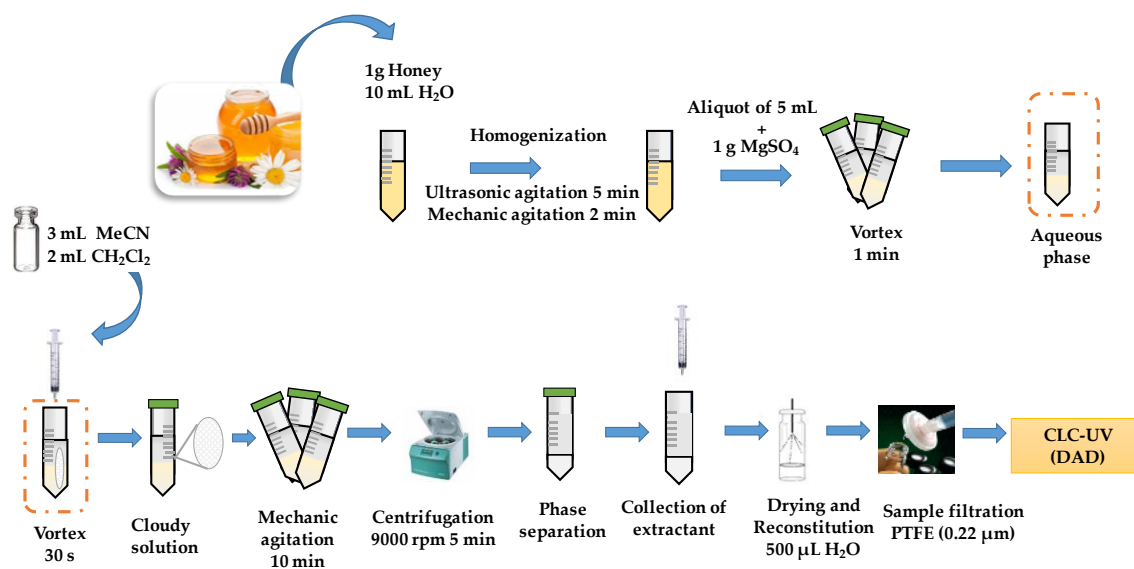 1g Honey
10 mL H₂O
Homogenization
Ultrasonic agitation 5 min
Mechanic agitation 2 min
Aliquot of 5 mL
+
1 g MgSO₄
Vortex
1 min
Aqueous
phase
3 mL MeCN
2 mL CH₂Cl₂
Vortex
30 s
Cloudy
solution
Mechanic
agitation
10 min
Centrifugation
9000 rpm 5 min
Phase
separation
Collection of
extractant
Drying and
Reconstitution
500 µL H₂O
Sample filtration
PTFE (0.22 µm)
CLC-UV
(DAD)